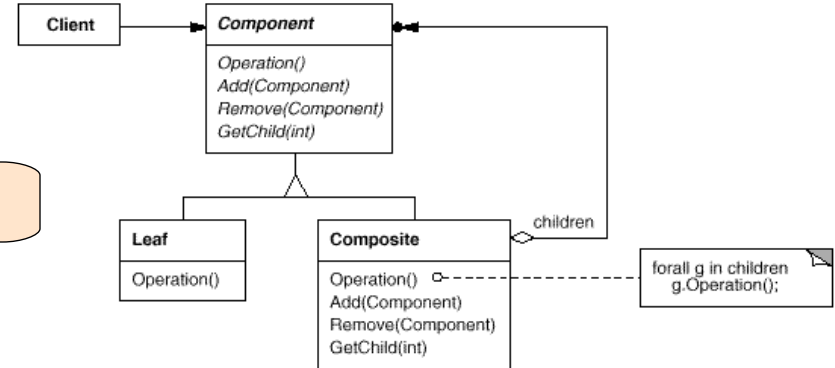 Client
Component
Operation()
Add(Component)
Remove(Component)
GetChild(int)
children
Leaf
Operation()
Composite
Operation()
Add(Component)
Remove(Component)
GetChild(int)
forall g in children
g.Operation();